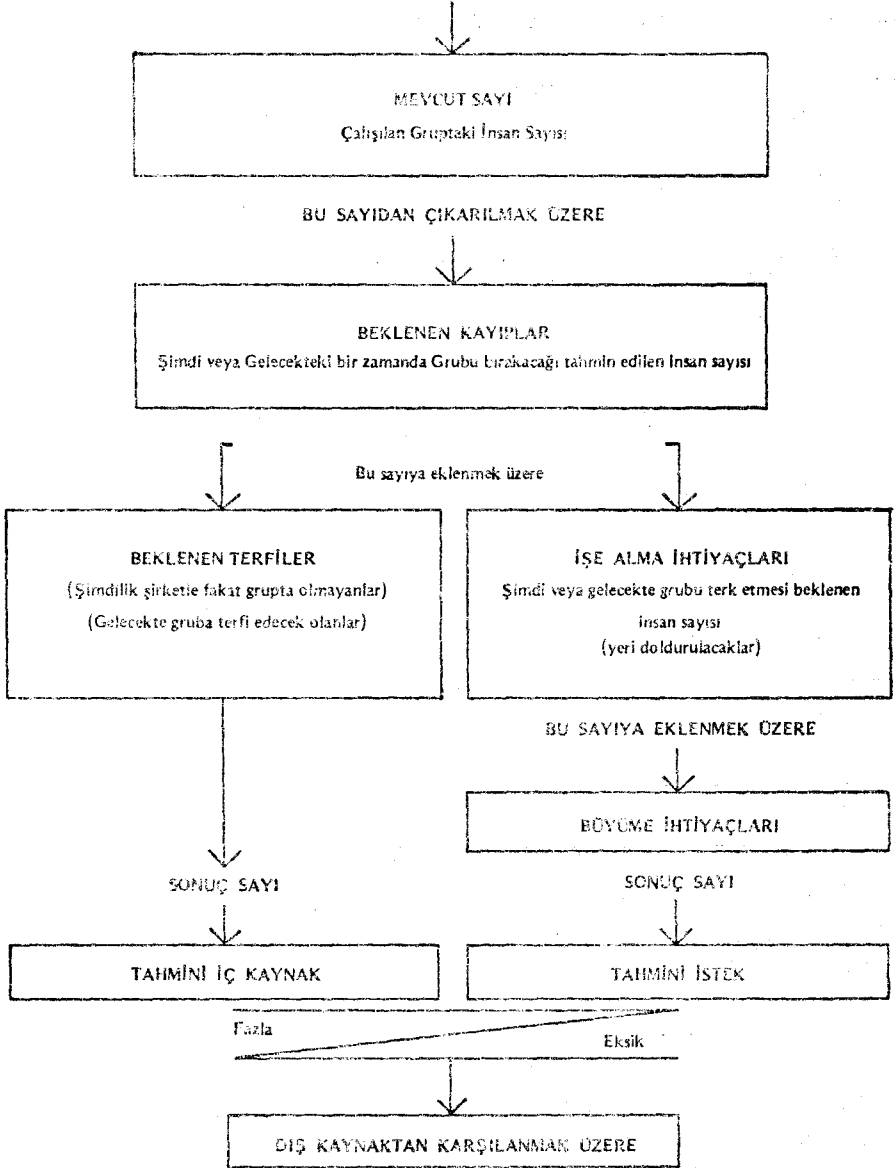 MEVCUT SAYI
Çalışılan Gruptaki İnsan Sayısı
BU SAYIDAN ÇIKARILMAK ÜZERE
BEKLENEN KAYIPLAR
Şimdi veya Gelecekteki bir zamanda Grubu bırakacağı tahmin edilen insan sayısı
Bu sayıya eklenmek üzere
BEKLENEN TERFİLER
(Şimdilik şirketle fakat grupta olmayanlar)
(Gelecekte gruba terfi edecek olanlar)
İŞE ALMA İHTİYAÇLARI
Şimdi veya gelecekte grubu terk etmesi beklenen
insan sayısı
(yeri doldurulacaklar)
BU SAYIYA EKLENMEK ÜZERE
BÜYÜME İHTİYAÇLARI
SONUÇ SAYI
SONUÇ SAYI
TAHMİNİ İÇ KAYNAK
TAHMİNİ İSTEK
Fazla
Eksik
DIŞ KAYNAKTAN KARŞILANMAK ÜZERE